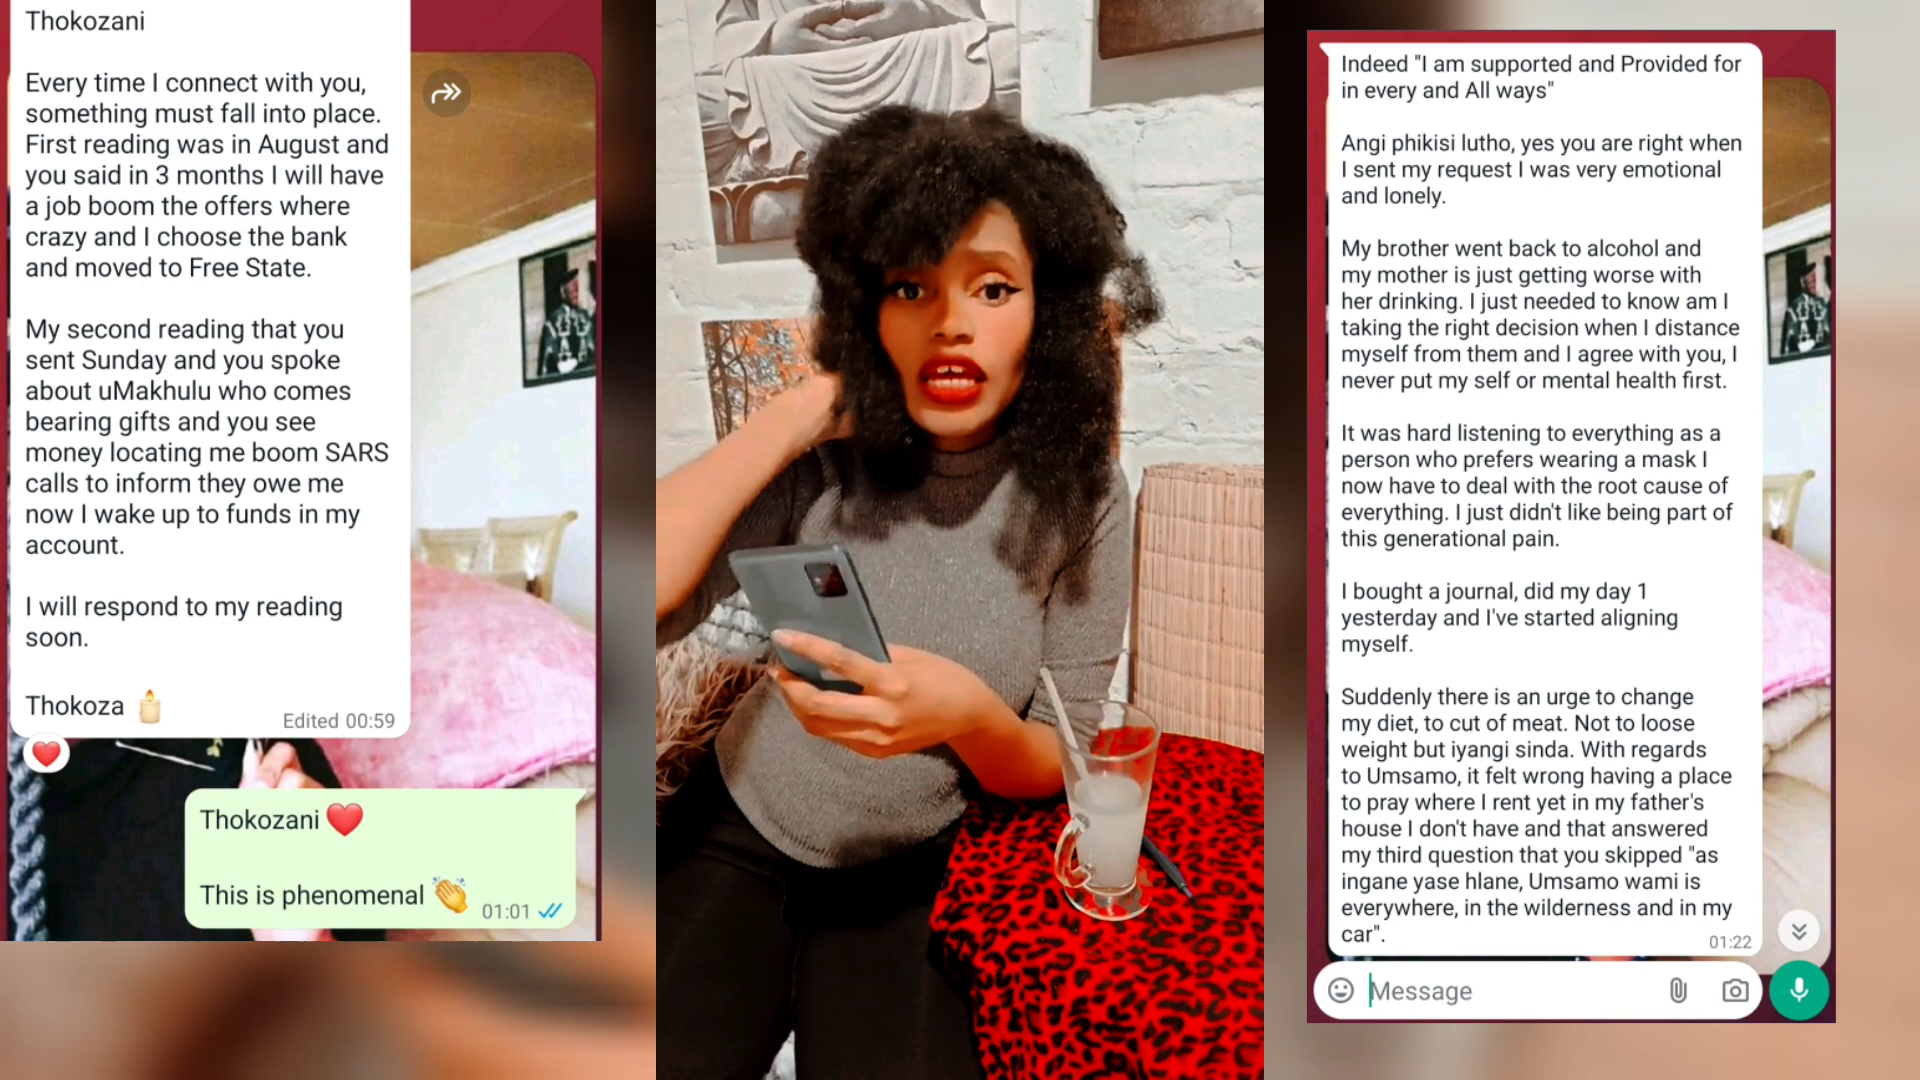 Thokozani
Every time I connect with you,
something must fall into place.
First reading was in August and
you said in 3 months I will have
a job boom the offers where
crazy and I choose the bank
and moved to Free State.
My second reading that you
sent Sunday and you spoke
about uMakhulu who comes
bearing gifts and you see
money locating me boom SARS
calls to inform they owe me
now I wake up to funds in my
account.
I will respond to my reading
soon.
Thokoza 🕯️
Edited 00:59
❤️
Thokozani ❤️
This is phenomenal 👏
01:01
Indeed "I am supported and Provided for
in every and All ways"
Angi phikisi lutho, yes you are right when
I sent my request I was very emotional
and lonely.
My brother went back to alcohol and
my mother is just getting worse with
her drinking. I just needed to know am I
taking the right decision when I distance
myself from them and I agree with you, I
never put my self or mental health first.
It was hard listening to everything as a
person who prefers wearing a mask I
now have to deal with the root cause of
everything. I just didn't like being part of
this generational pain.
I bought a journal, did my day 1
yesterday and I've started aligning
myself.
Suddenly there is an urge to change
my diet, to cut of meat. Not to loose
weight but iyangi sinda. With regards
to Umsamo, it felt wrong having a place
to pray where I rent yet in my father's
house I don't have and that answered
my third question that you skipped "as
ingane yase hlane, Umsamo wami is
everywhere, in the wilderness and in my
car".
01:22
Message